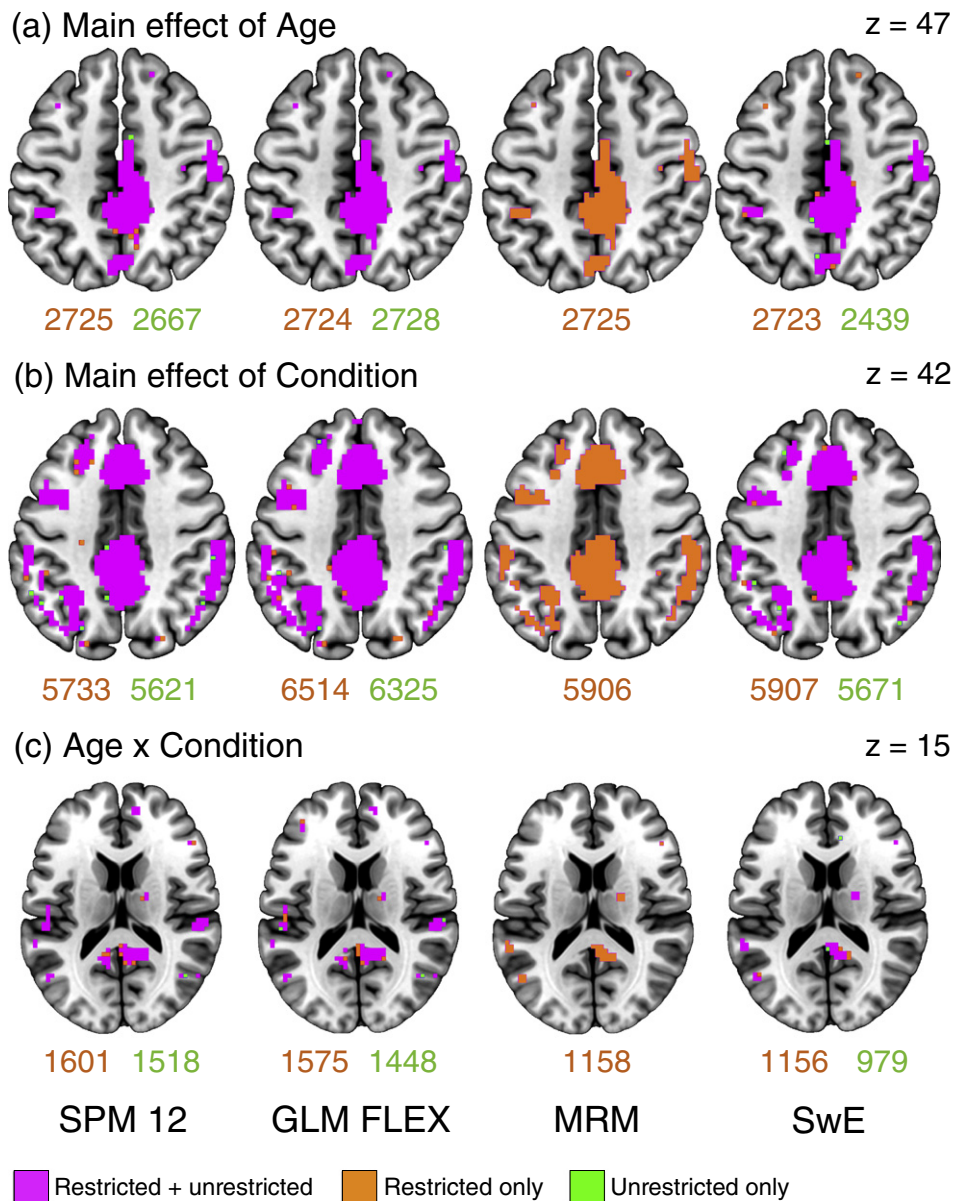 (a) Main effect of Age z = 47
2725 2667 2724 2728 2725 2723 2439
(b) Main effect of Condition z = 42
5733 5621 6514 6325 5906 5907 5671
(c) Age x Condition z = 15
1601 1518 1575 1448 1158 1156 979
SPM 12 GLM FLEX MRM SwE
Restricted + unrestricted Restricted only Unrestricted only